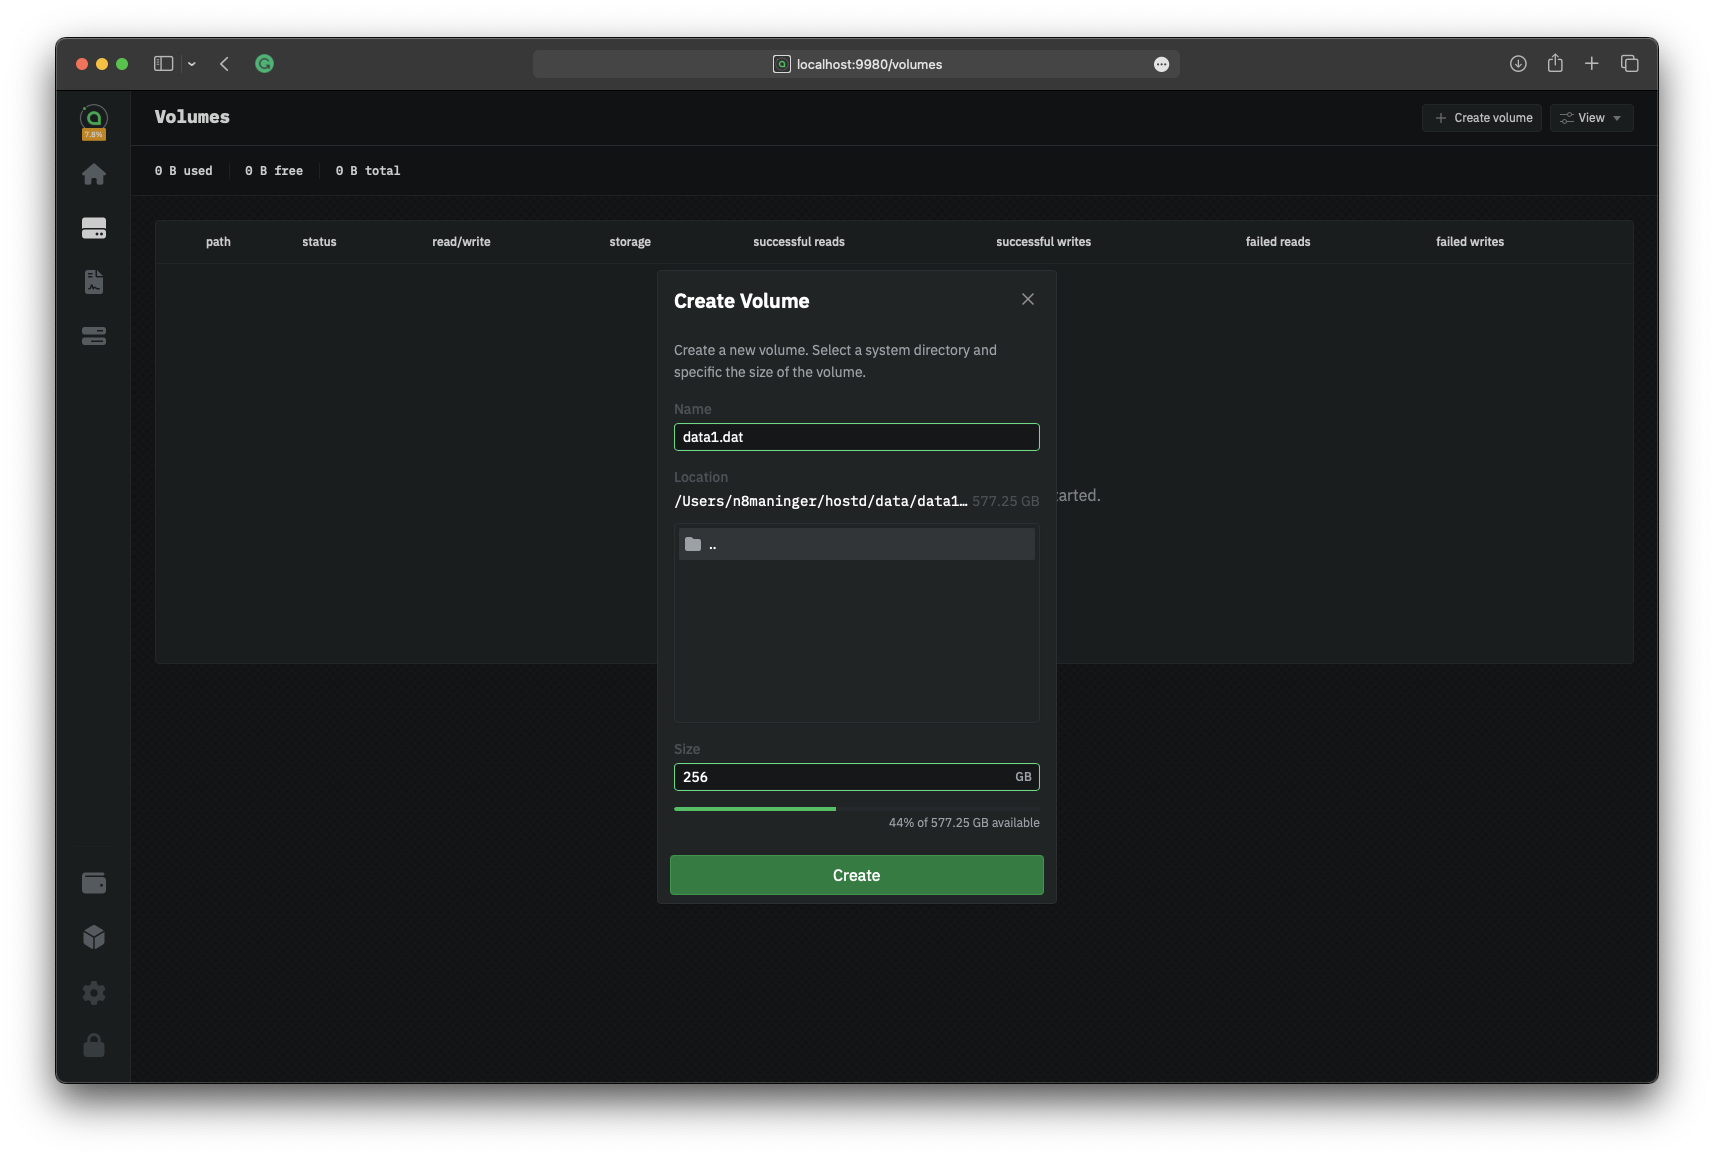 localhost:9980/volumes
7.8%
Volumes
Create volume
View
0 B used
0 B free
0 B total
path
status
read/write
storage
successful reads
successful writes
failed reads
failed writes
Create Volume
Create a new volume. Select a system directory and
specific the size of the volume.
Name
data1.dat
Location
/Users/n8maninger/hostd/data/data1… 577.25 GB
..
Size
256
GB
44% of 577.25 GB available
Create